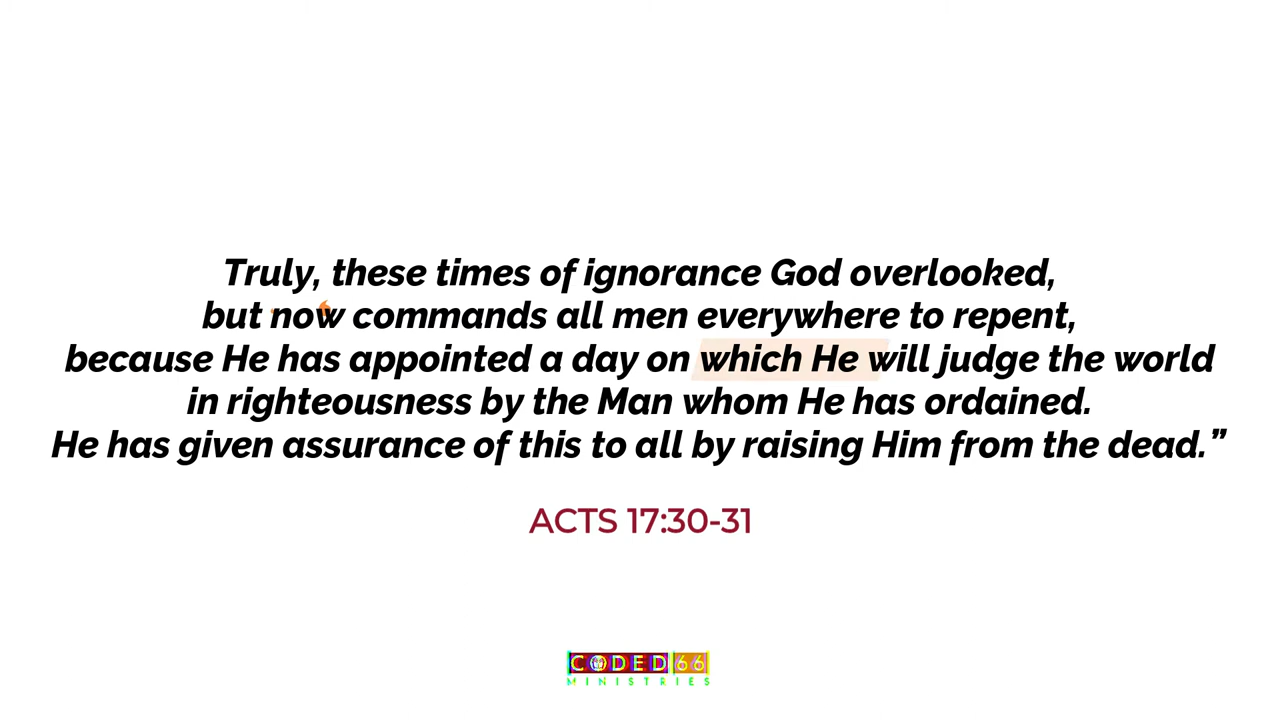 Truly, these times of ignorance God overlooked,
but now commands all men everywhere to repent,
because He has appointed a day on which He will judge the world
in righteousness by the Man whom He has ordained.
He has given assurance of this to all by raising Him from the dead.”
ACTS 17:30-31
CODED 66
MINISTRIES